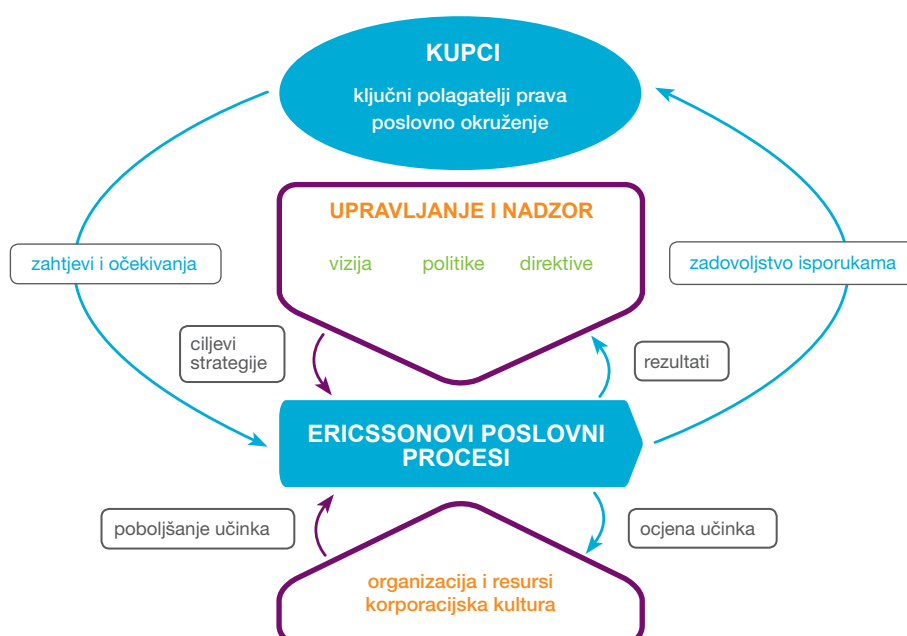 KUPCI
ključni polagatelji prava
poslovno okruženje
UPRAVLJANJE I NADZOR
vizija politike direktive
zahtjevi i očekivanja
zadovoljstvo isporukama
ciljevi
strategije
rezultati
ERICSSONOVI POSLOVNI
PROCESI
poboljšanje učinka
ocjena učinka
organizacija i resursi
korporacijska kultura